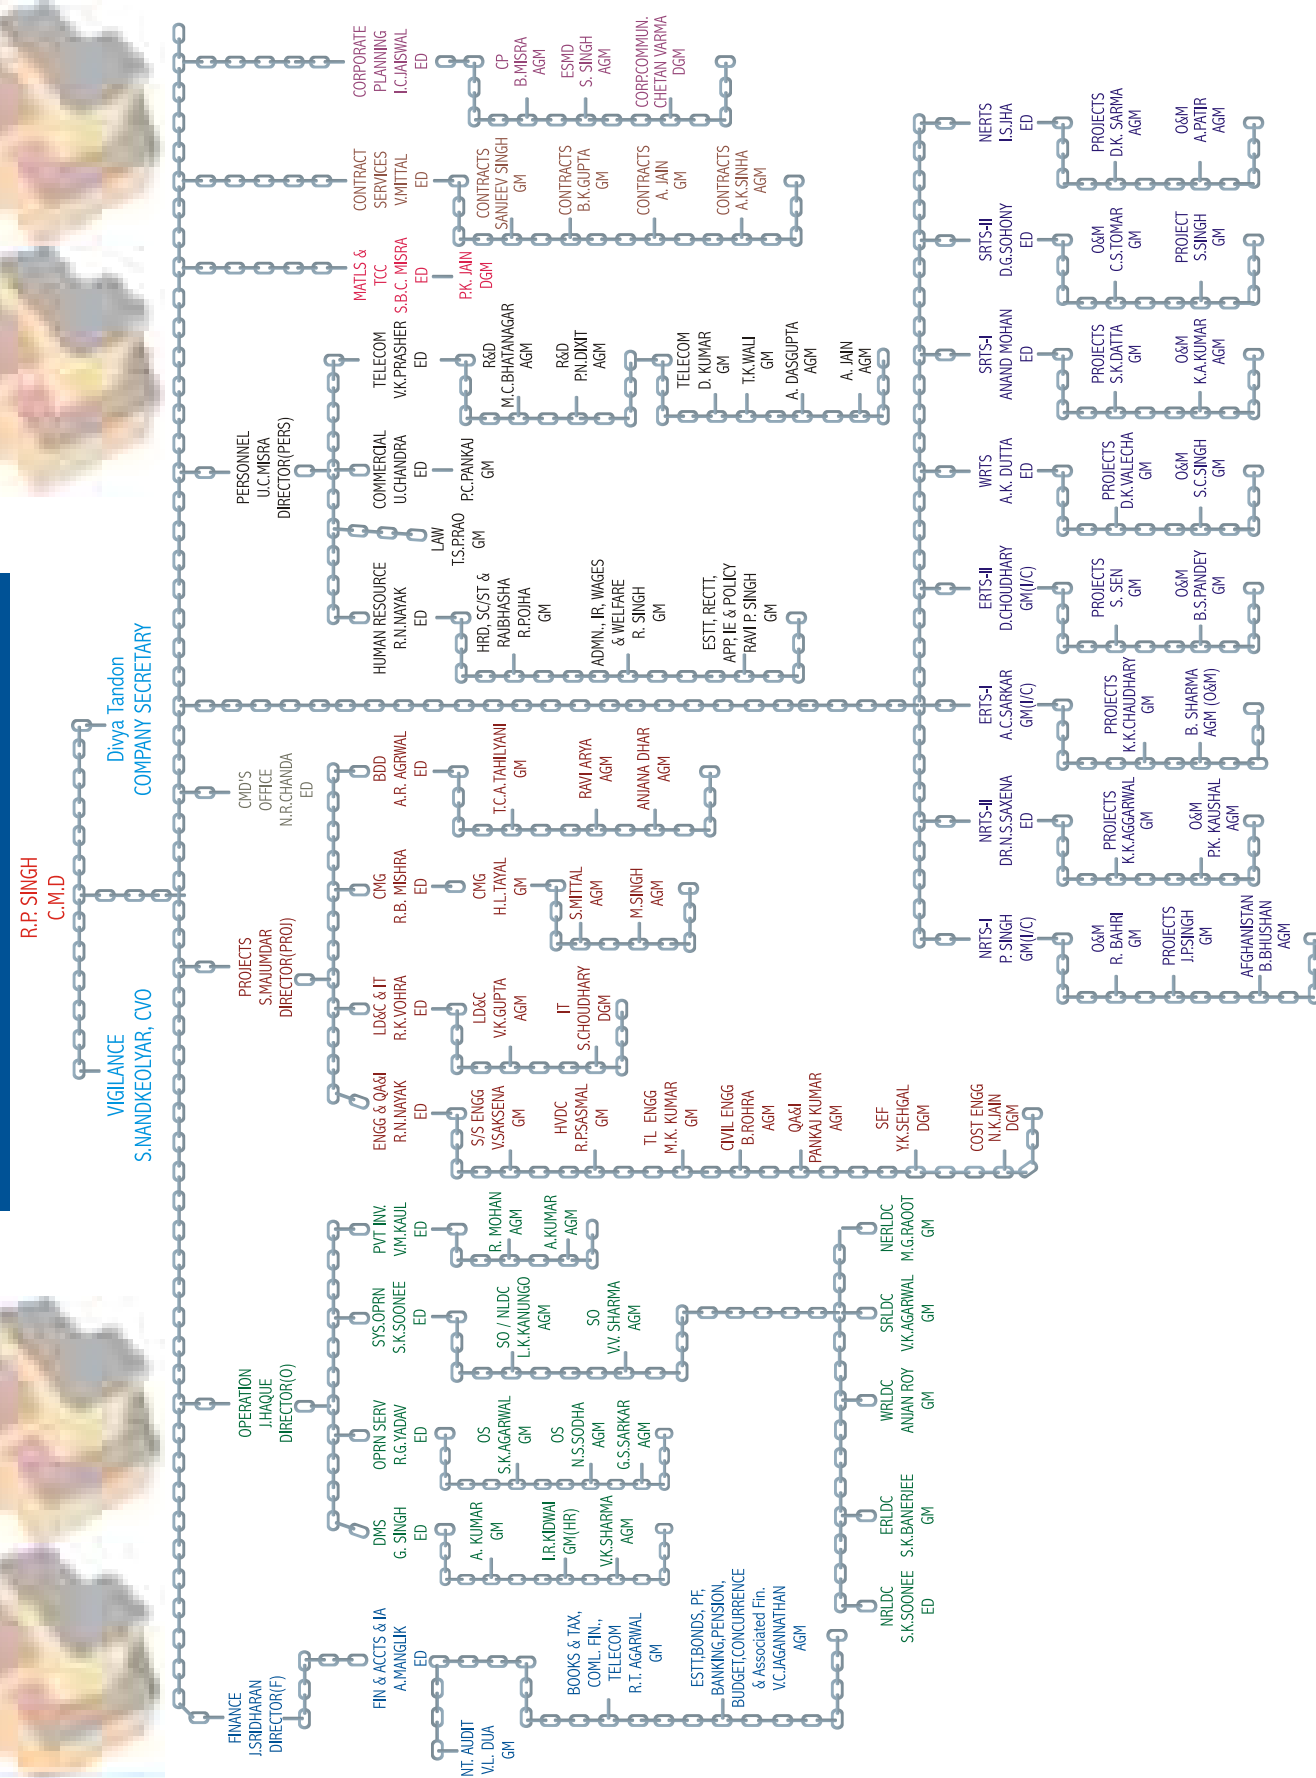 R.P. SINGH
C.M.D
VIGILANCE
S.NANDKEOLYAR, CVO
Divya Tandon
COMPANY SECRETARY
FINANCE
J.SRIDHARAN
DIRECTOR(F)
OPERATION
J.HAQUE
DIRECTOR(O)
PROJECTS
S.MAJUMDAR
DIRECTOR(PROJ)
CMD'S
OFFICE
N.R.CHANDA
ED
PERSONNEL
U.C.MISRA
DIRECTOR(PERS)
MATLS &
TCC
S.B.C. MISRA
ED
P.K. JAIN
DGM
CONTRACT
SERVICES
V.MITTAL
ED
CONTRACTS
SANJEEV SINGH
GM
CONTRACTS
B.K.GUPTA
GM
CONTRACTS
A. JAIN
GM
CONTRACTS
A.K.SINHA
AGM
CORPORATE
PLANNING
I.C.JAISWAL
ED
CP
B.MISRA
AGM
ESMD
S. SINGH
AGM
CORP.COMMUN.
CHETAN VARMA
DGM
FIN & ACCTS & IA
A.MANGLIK
ED
NT. AUDIT
V.L. DUA
GM
BOOKS & TAX,
COML. FIN.,
TELECOM
R.T. AGARWAL
GM
ESTT,BONDS, PF,
BANKING,PENSION,
BUDGET,CONCURRENCE
& Associated Fin.
V.C.JAGANNATHAN
AGM
DMS
G. SINGH
ED
A. KUMAR
GM
I.R.KIDWAI
GM(HR)
V.K.SHARMA
AGM
OPRN SERV
R.G.YADAV
ED
OS
S.K.AGARWAL
GM
OS
N.S.SODHA
AGM
G.S.SARKAR
AGM
SYS.OPRN
S.K.SOONEE
ED
SO / NLDC
L.K.KANUNGO
AGM
SO
V.V. SHARMA
AGM
PVT INV.
V.M.KAUL
ED
R. MOHAN
AGM
A.KUMAR
AGM
NRLDC
S.K.SOONEE
ED
ERLDC
S.K.BANERJEE
GM
WRLDC
ANJAN ROY
GM
SRLDC
V.K.AGARWAL
GM
NERLDC
M.G.RAOOT
GM
ENGG & QA&I
R.N.NAYAK
ED
S/S ENGG
V.SAKSENA
GM
HVDC
R.P.SASMAL
GM
TL ENGG
M.K. KUMAR
GM
CIVIL ENGG
B.ROHRA
AGM
QA&I
PANKAJ KUMAR
AGM
SEF
Y.K.SEHGAL
DGM
COST ENGG
N.K.JAIN
DGM
LD&C & IT
R.K.VOHRA
ED
LD&C
V.K.GUPTA
AGM
IT
S.CHOUDHARY
DGM
CMG
R.B. MISHRA
ED
CMG
H.L.TAYAL
GM
S.MITTAL
AGM
M.SINGH
AGM
BDD
A.R. AGRWAL
ED
T.C.A.TAHILYANI
GM
RAVI ARYA
AGM
ANJANA DHAR
AGM
HUMAN RESOURCE
R.N.NAYAK
ED
HRD, SC/ST &
RAJBHASHA
R.P.OJHA
GM
ADMN., IR, WAGES
& WELFARE
R. SINGH
GM
ESTT, RECTT,
APP, IE & POLICY
RAVI P. SINGH
GM
LAW
T.S.P.RAO
GM
COMMERCIAL
U.CHANDRA
ED
P.C.PANKAJ
GM
TELECOM
V.K.PRASHER
ED
R&D
M.C.BHATANAGAR
AGM
R&D
P.N.DIXIT
AGM
TELECOM
D. KUMAR
GM
T.K.WALI
GM
A. DASGUPTA
AGM
A. JAIN
AGM
NRTS-I
P.SINGH
GM(I/C)
O&M
R. BAHRI
GM
PROJECTS
J.P.SINGH
GM
AFGHANISTAN
B.BHUSHAN
AGM
NRTS-II
DR.N.S.SAXENA
ED
PROJECTS
K.K.AGGARWAL
GM
O&M
P.K. KAUSHAL
AGM
ERTS-I
A.C.SARKAR
GM(I/C)
PROJECTS
K.K.CHAUDHARY
GM
B. SHARMA
AGM (O&M)
ERTS-II
D.CHOUDHARY
GM(I/C)
PROJECTS
S. SEN
GM
O&M
B.S.PANDEY
GM
WRTS
A.K. DUTTA
ED
PROJECTS
D.K.VALECHA
GM
O&M
S.C.SINGH
GM
SRTS-I
ANAND MOHAN
ED
PROJECTS
S.K.DATTA
GM
O&M
K.A.KUMAR
AGM
SRTS-II
D.G.SOHONY
ED
O&M
C.S.TOMAR
GM
PROJECT
S.SINGH
GM
NERTS
I.S.JHA
ED
PROJECTS
D.K. SARMA
AGM
O&M
A.PATIR
AGM